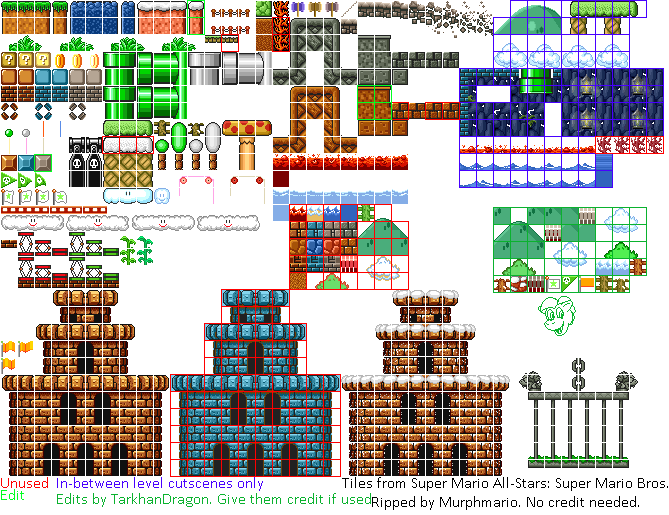 Unused In-between level cutscenes only
Tiles from Super Mario All-Stars: Super Mario Bros.
Edit
Edits by TarkhanDragon. Give them credit if used.
Ripped by Murphmario. No credit needed.